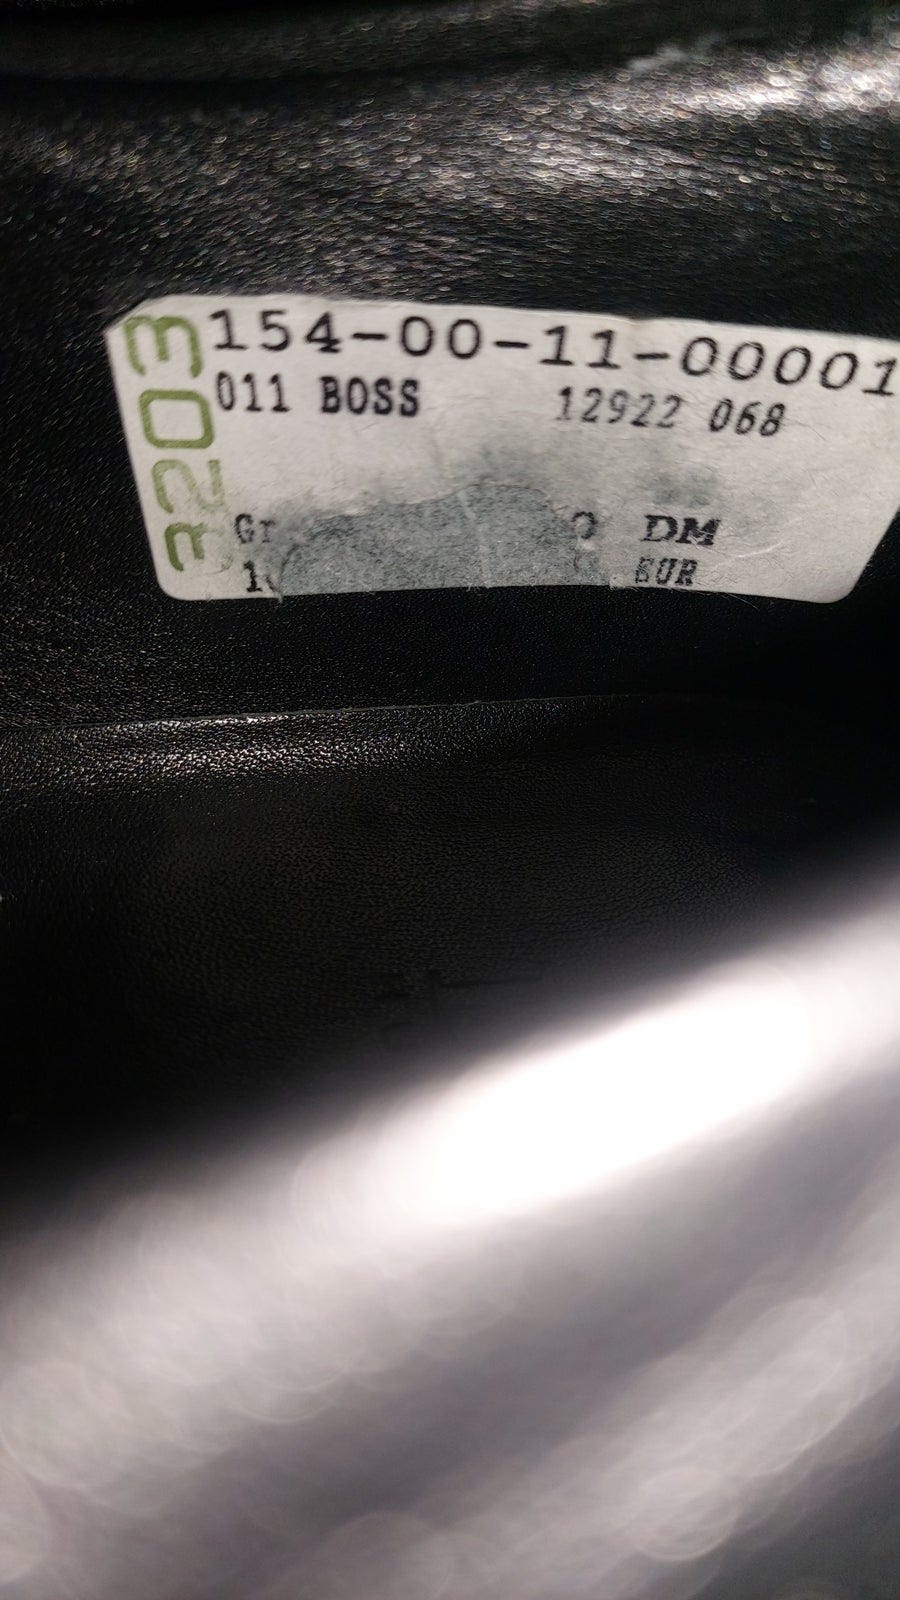 3203
154-00-11-00001
011 BOSS 12922 068
DM
EUR